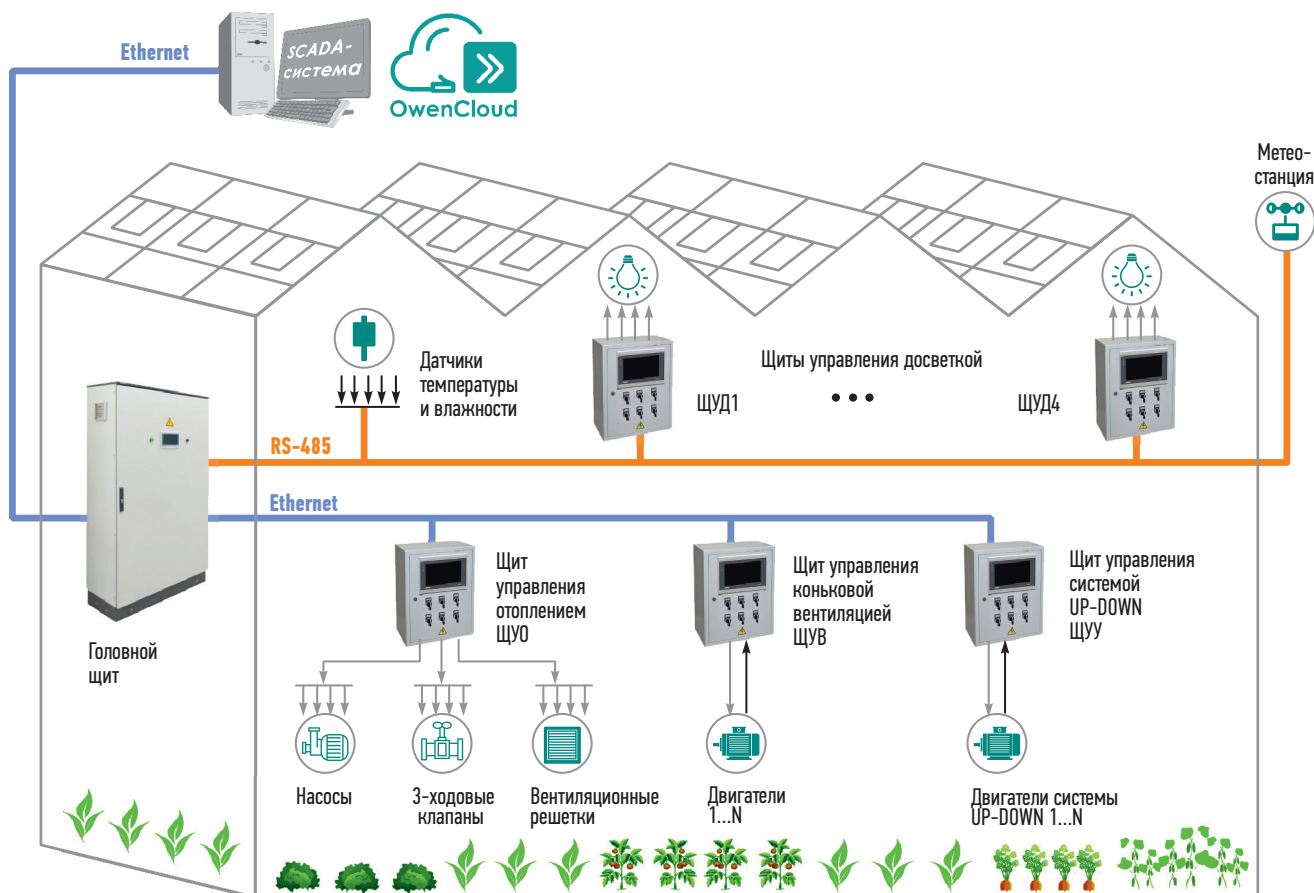 Ethernet
SCADA-
система
OwenCloud
Метео-
станция
Датчики
температуры
и влажности
Щиты управления досветкой
ЩУД1
• • •
ЩУД4
RS-485
Ethernet
Головной
щит
Щит
управления
отоплением
ЩУО
Щит управления
коньковой
вентиляцией
ЩУВ
Щит управления
системой
UP-DOWN
ЩУУ
Насосы
3-ходовые
клапаны
Вентиляционные
решетки
Двигатели
1...N
Двигатели системы
UP-DOWN 1...N